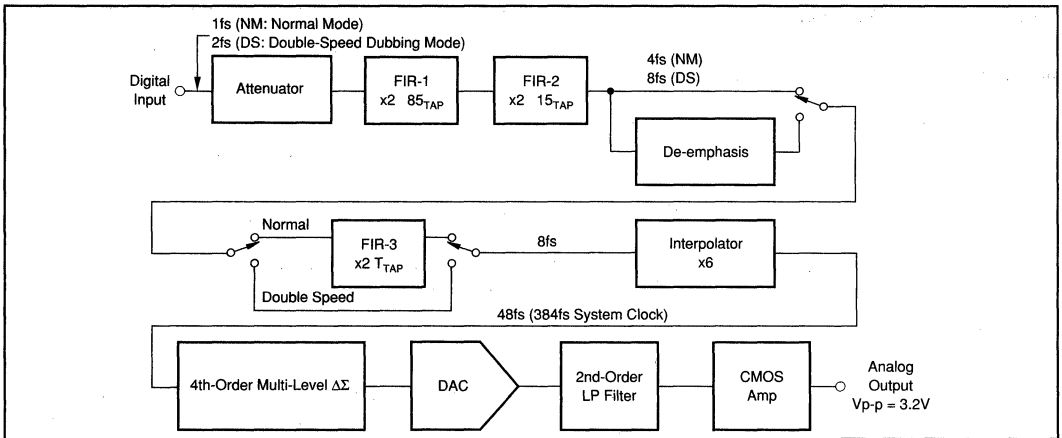 1fs (NM: Normal Mode)
2fs (DS: Double-Speed Dubbing Mode)
Digital
Input
Attenuator
FIR-1
x2 85TAP
FIR-2
x2 15TAP
4fs (NM)
8fs (DS)
De-emphasis
Normal
FIR-3
x2 TTAP
Double Speed
8fs
Interpolator
x6
48fs (384fs System Clock)
4th-Order Multi-Level ΔΣ
DAC
2nd-Order
LP Filter
CMOS
Amp
Analog
Output
Vp-p = 3.2V